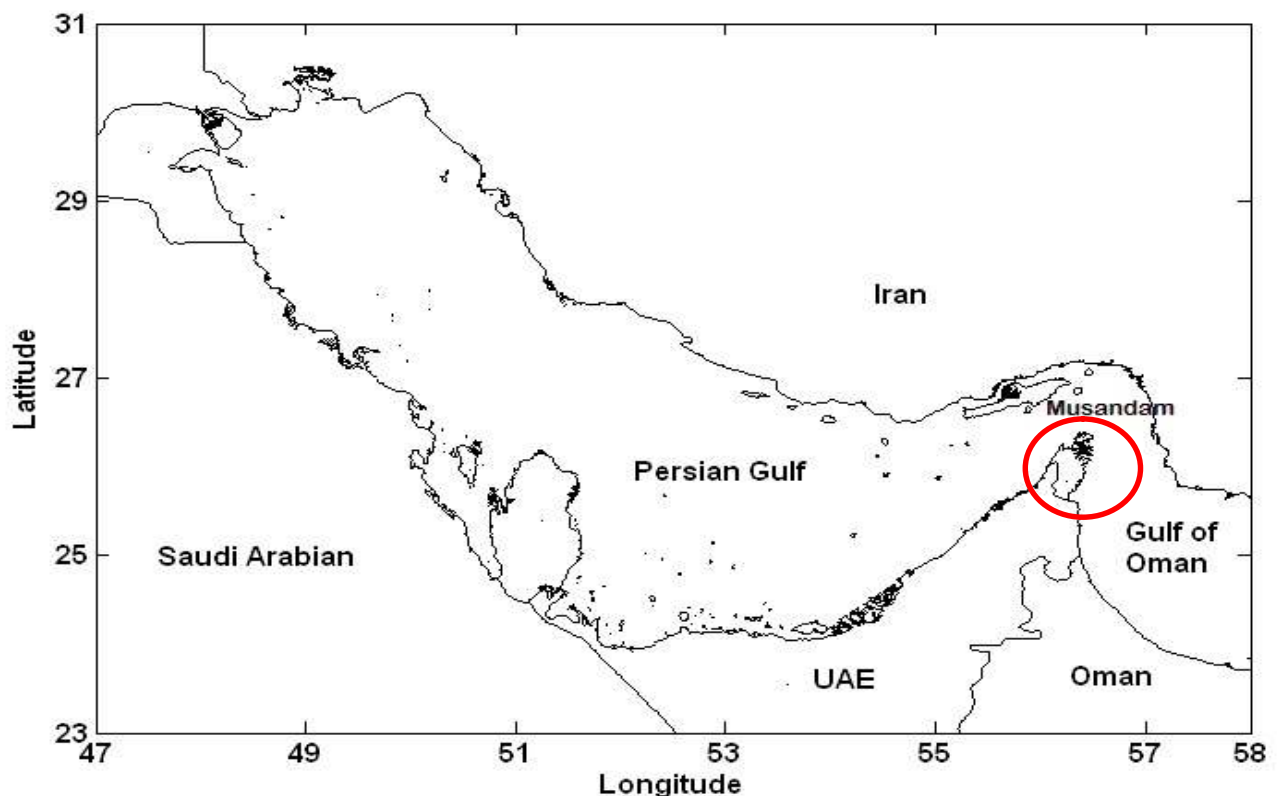 31
29
27
25
23
Latitude
Iran
Musandam
Persian Gulf
Saudi Arabian
Gulf of
Oman
UAE
Oman
47
49
51
53
55
57
58
Longitude